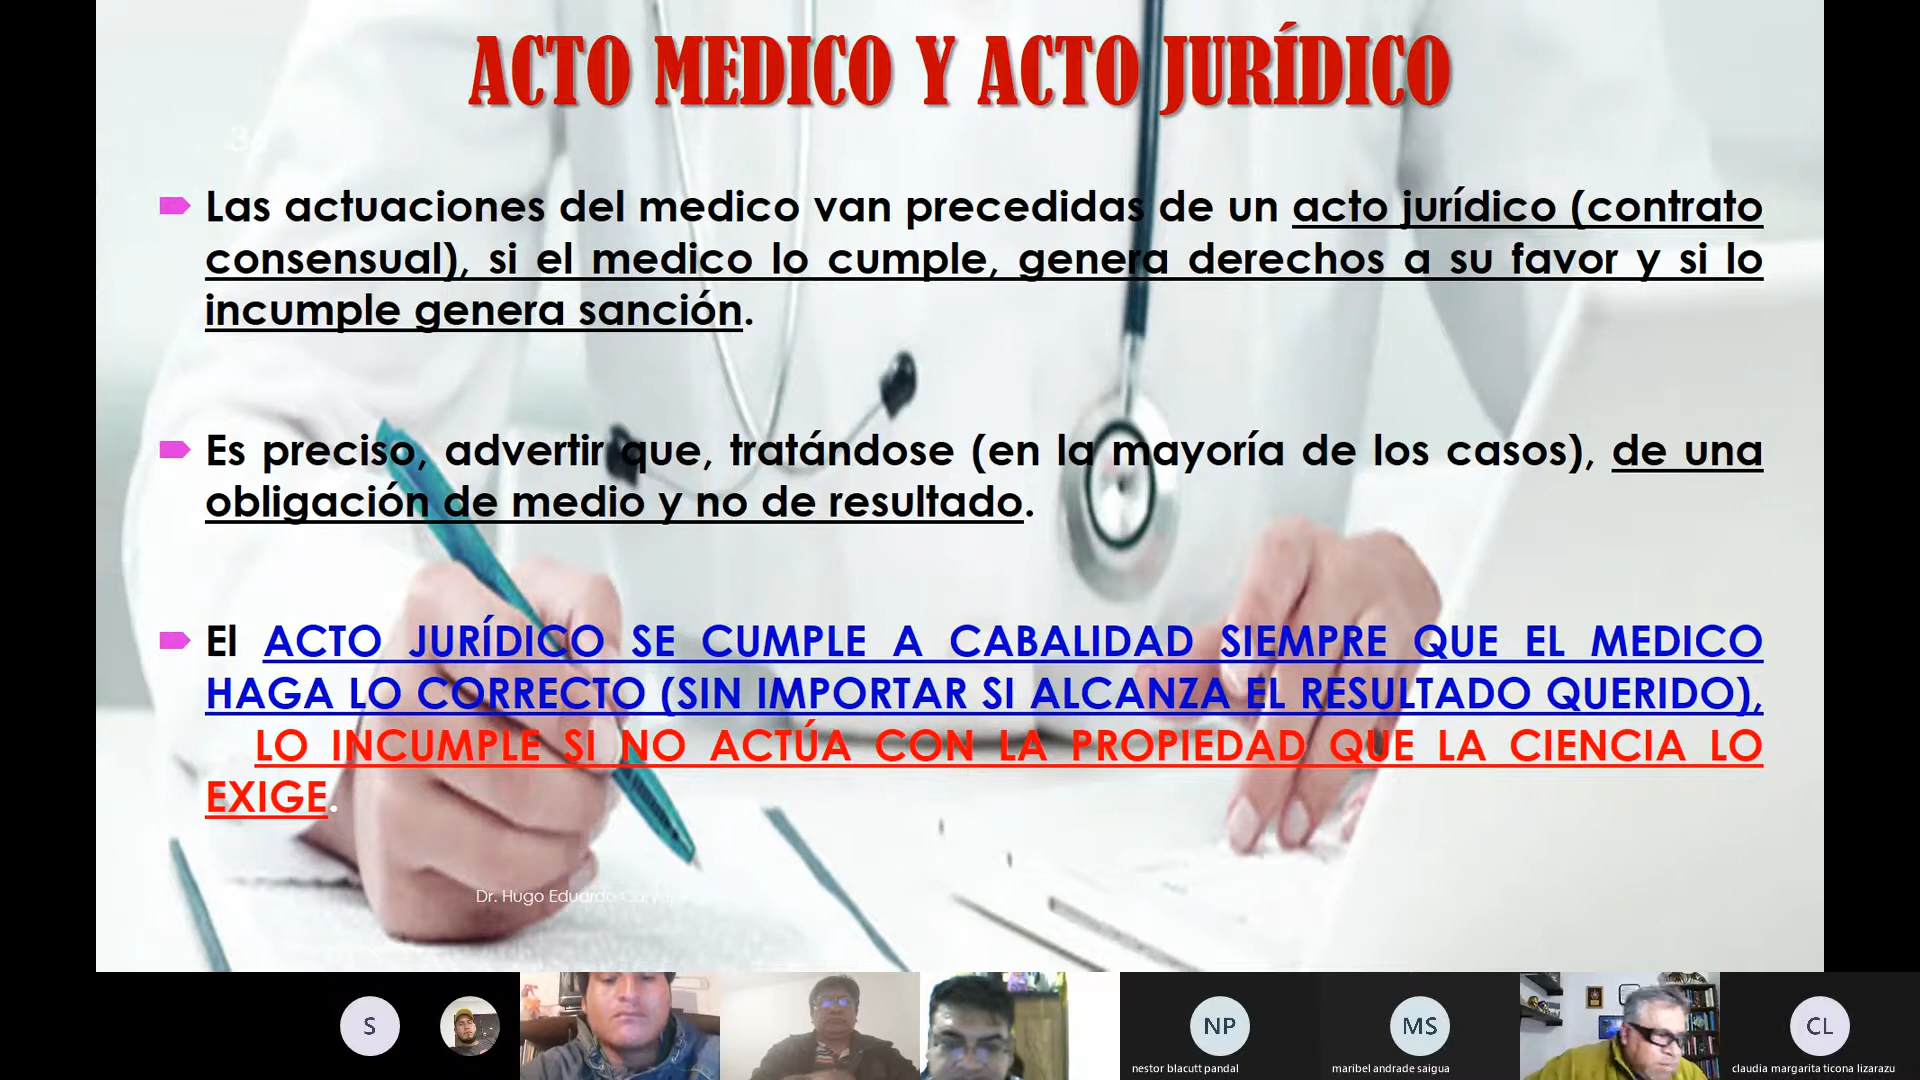 ACTO MEDICO Y ACTO JURÍDICO
Las actuaciones del medico van precedidas de un acto jurídico (contrato
consensual), si el medico lo cumple, genera derechos a su favor y si lo
incumple genera sanción.
Es preciso, advertir que, tratándose (en la mayoría de los casos), de una
obligación de medio y no de resultado.
El ACTO JURÍDICO SE CUMPLE A CABALIDAD SIEMPRE QUE EL MEDICO
HAGA LO CORRECTO (SIN IMPORTAR SI ALCANZA EL RESULTADO QUERIDO),
LO INCUMPLE SI NO ACTÚA CON LA PROPIEDAD QUE LA CIENCIA LO
EXIGE.
Dr. Hugo Eduardo
S
NP
MS
CL
nestor blacutt pandal
maribel andrade saigua
claudia margarita ticona lizarazu